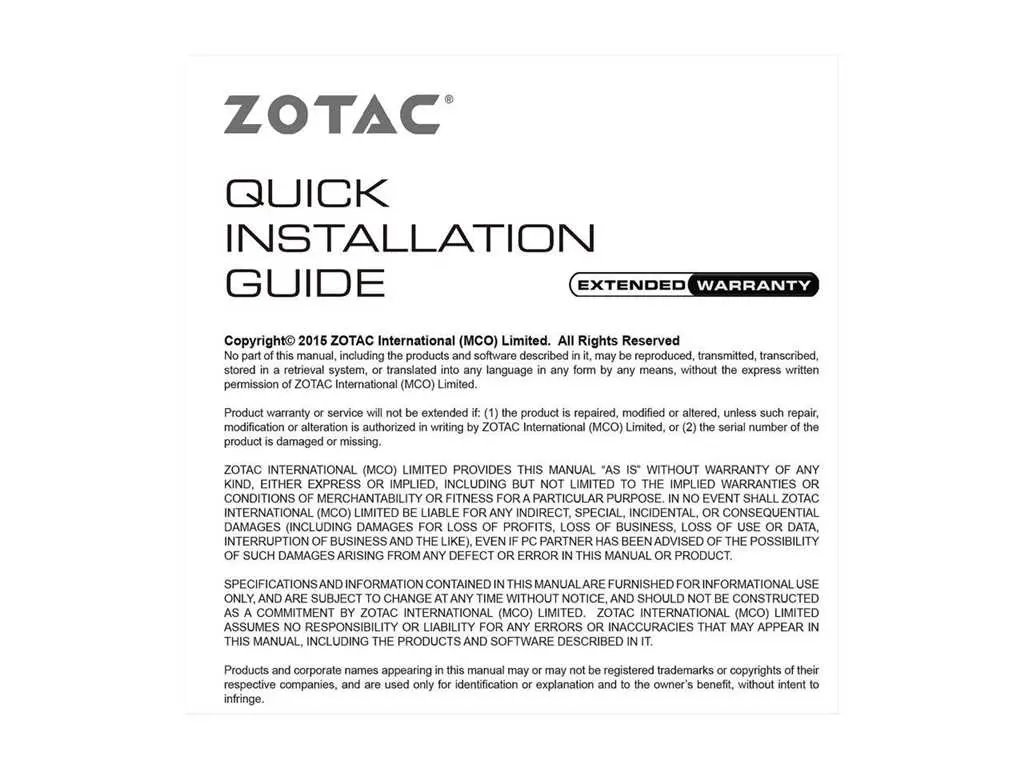 ZOTAC®
QUICK
INSTALLATION
GUIDE
EXTENDED WARRANTY
Copyright© 2015 ZOTAC International (MCO) Limited. All Rights Reserved
No part of this manual, including the products and software described in it, may be reproduced, transmitted, transcribed,
stored in a retrieval system, or translated into any language in any form by any means, without the express written
permission of ZOTAC International (MCO) Limited.
Product warranty or service will not be extended if: (1) the product is repaired, modified or altered, unless such repair,
modification or alteration is authorized in writing by ZOTAC International (MCO) Limited, or (2) the serial number of the
product is damaged or missing.
ZOTAC INTERNATIONAL (MCO) LIMITED PROVIDES THIS MANUAL “AS IS” WITHOUT WARRANTY OF ANY
KIND, EITHER EXPRESS OR IMPLIED, INCLUDING BUT NOT LIMITED TO THE IMPLIED WARRANTIES OR
CONDITIONS OF MERCHANTABILITY OR FITNESS FOR A PARTICULAR PURPOSE. IN NO EVENT SHALL ZOTAC
INTERNATIONAL (MCO) LIMITED BE LIABLE FOR ANY INDIRECT, SPECIAL, INCIDENTAL, OR CONSEQUENTIAL
DAMAGES (INCLUDING DAMAGES FOR LOSS OF PROFITS, LOSS OF BUSINESS, LOSS OF USE OR DATA,
INTERRUPTION OF BUSINESS AND THE LIKE), EVEN IF PC PARTNER HAS BEEN ADVISED OF THE POSSIBILITY
OF SUCH DAMAGES ARISING FROM ANY DEFECT OR ERROR IN THIS MANUAL OR PRODUCT.
SPECIFICATIONS AND INFORMATION CONTAINED IN THIS MANUAL ARE FURNISHED FOR INFORMATIONAL USE
ONLY, AND ARE SUBJECT TO CHANGE AT ANY TIME WITHOUT NOTICE, AND SHOULD NOT BE CONSTRUCTED
AS A COMMITMENT BY ZOTAC INTERNATIONAL (MCO) LIMITED. ZOTAC INTERNATIONAL (MCO) LIMITED
ASSUMES NO RESPONSIBILITY OR LIABILITY FOR ANY ERRORS OR INACCURACIES THAT MAY APPEAR IN
THIS MANUAL, INCLUDING THE PRODUCTS AND SOFTWARE DESCRIBED IN IT.
Products and corporate names appearing in this manual may or may not be registered trademarks or copyrights of their
respective companies, and are used only for identification or explanation and to the owner’s benefit, without intent to
infringe.